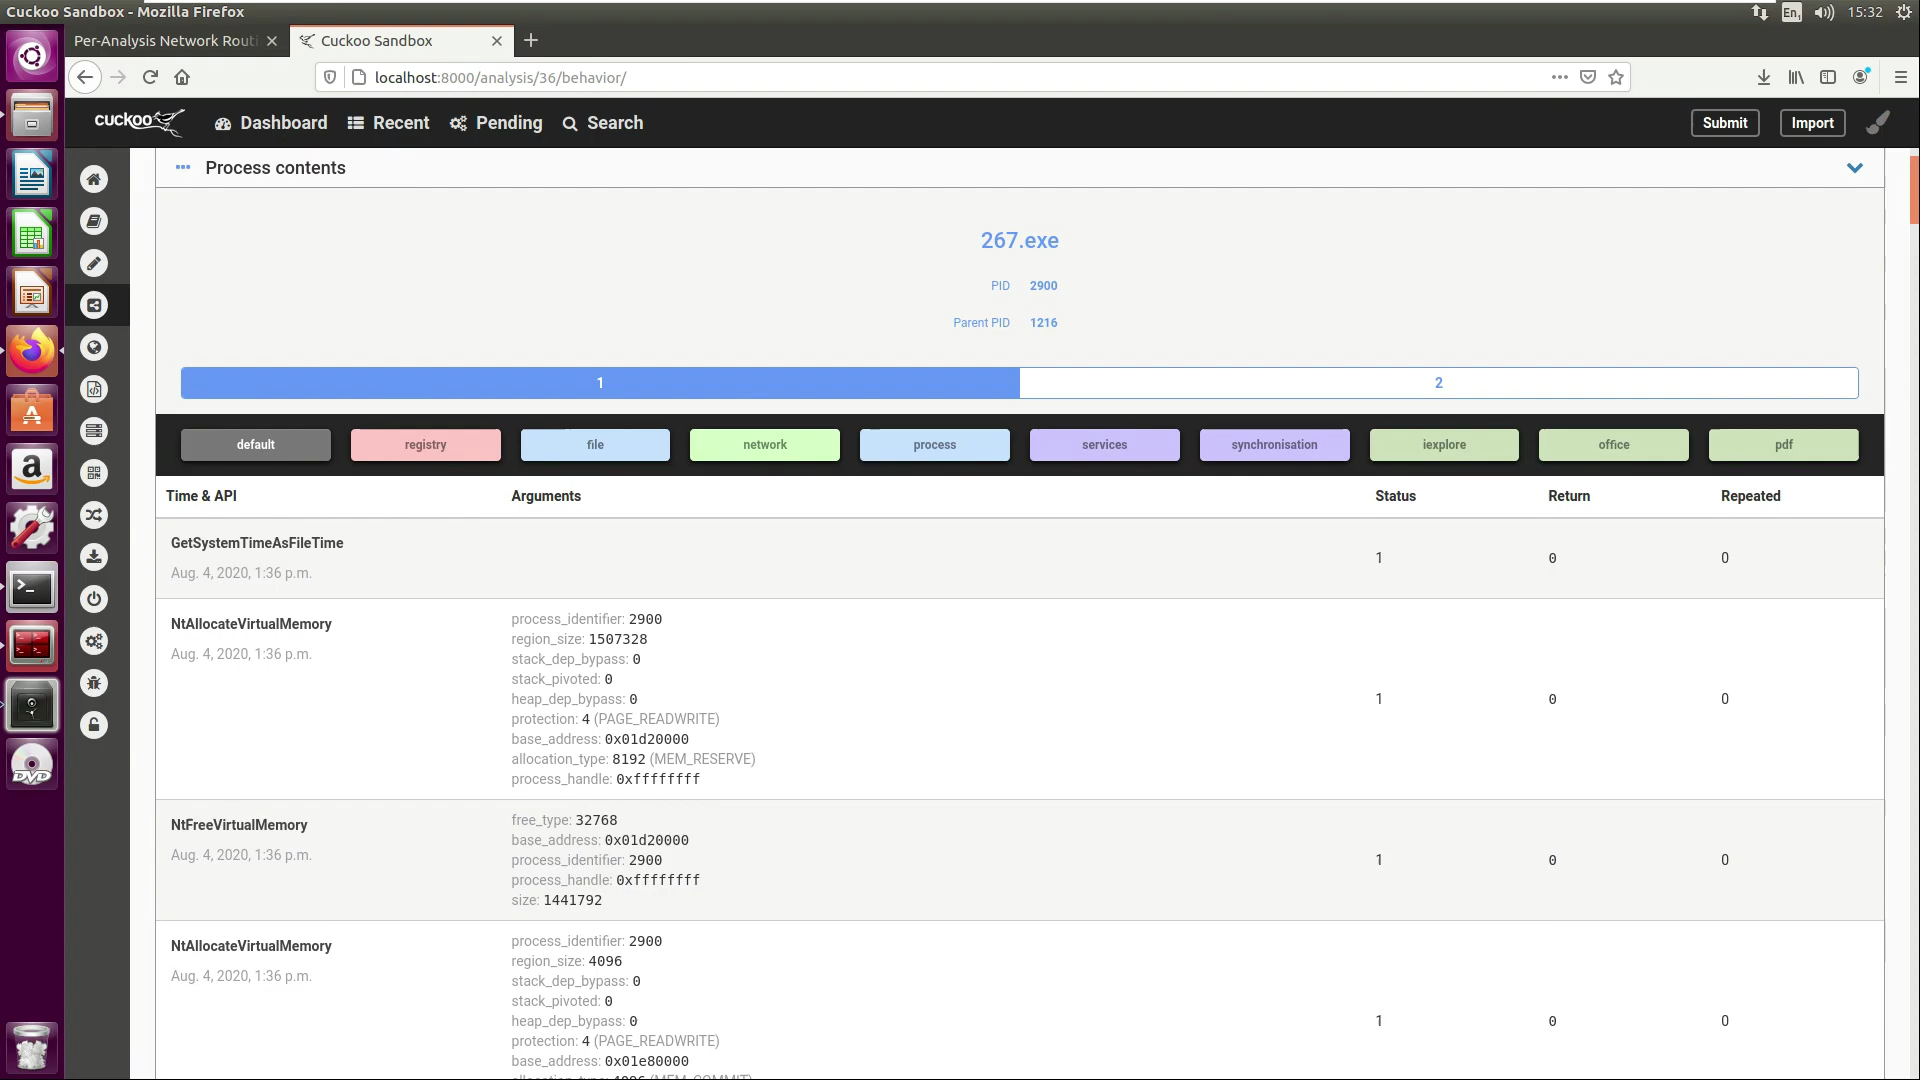 Cuckoo Sandbox - Mozilla Firefox
En1
15:32
Per-Analysis Network Rout
Cuckoo Sandbox
localhost:8000/analysis/36/behavior/
cuckoo
Dashboard
Recent
Pending
Search
Submit
Import
Process contents
267.exe
PID 2900
Parent PID 1216
1
2
default
registry
file
network
process
services
synchronisation
iexplore
office
pdf
Time & API
Arguments
Status
Return
Repeated
GetSystemTimeAsFileTime
Aug. 4, 2020, 1:36 p.m.
1
0
0
NtAllocateVirtualMemory
Aug. 4, 2020, 1:36 p.m.
process_identifier: 2900
region_size: 1507328
stack_dep_bypass: 0
stack_pivoted: 0
heap_dep_bypass: 0
protection: 4 (PAGE_READWRITE)
base_address: 0x01d20000
allocation_type: 8192 (MEM_RESERVE)
process_handle: 0xffffffff
1
0
0
NtFreeVirtualMemory
Aug. 4, 2020, 1:36 p.m.
free_type: 32768
base_address: 0x01d20000
process_identifier: 2900
process_handle: 0xffffffff
size: 1441792
1
0
0
NtAllocateVirtualMemory
Aug. 4, 2020, 1:36 p.m.
process_identifier: 2900
region_size: 4096
stack_dep_bypass: 0
stack_pivoted: 0
heap_dep_bypass: 0
protection: 4 (PAGE_READWRITE)
base_address: 0x01e80000
allocation_type: 4096 (MEM_COMMIT)
1
0
0
DVD